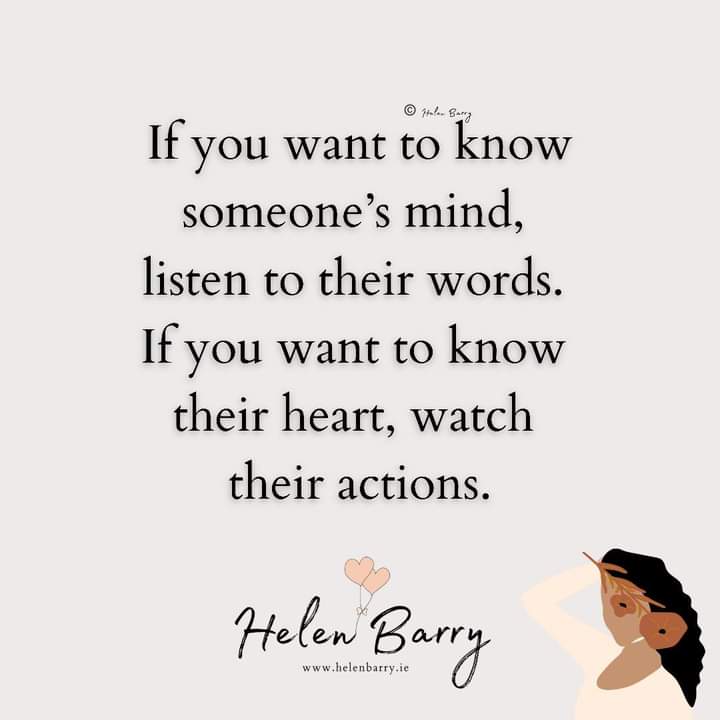 © Helen Barry
If you want to know
someone’s mind,
listen to their words.
If you want to know
their heart, watch
their actions.
Helen Barry
www.helenbarry.ie